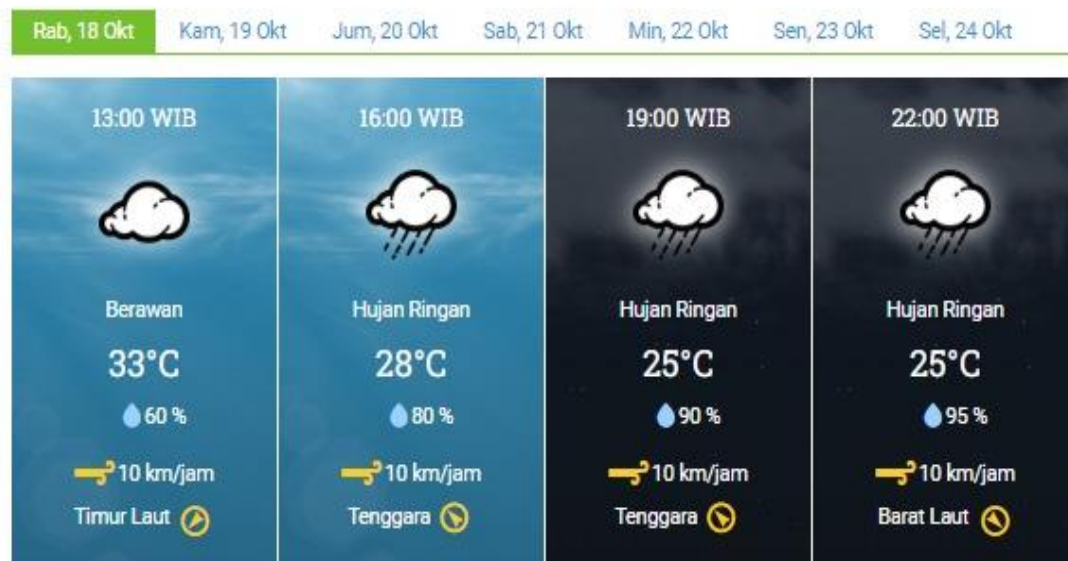 Rab, 18 Okt Kam, 19 Okt Jum, 20 Okt Sab, 21 Okt Min, 22 Okt Sen, 23 Okt Sel, 24 Okt
13:00 WIB
Berawan
33°C
60 %
10 km/jam
Timur Laut
16:00 WIB
Hujan Ringan
28°C
80 %
10 km/jam
Tenggara
19:00 WIB
Hujan Ringan
25°C
90 %
10 km/jam
Tenggara
22:00 WIB
Hujan Ringan
25°C
95 %
10 km/jam
Barat Laut